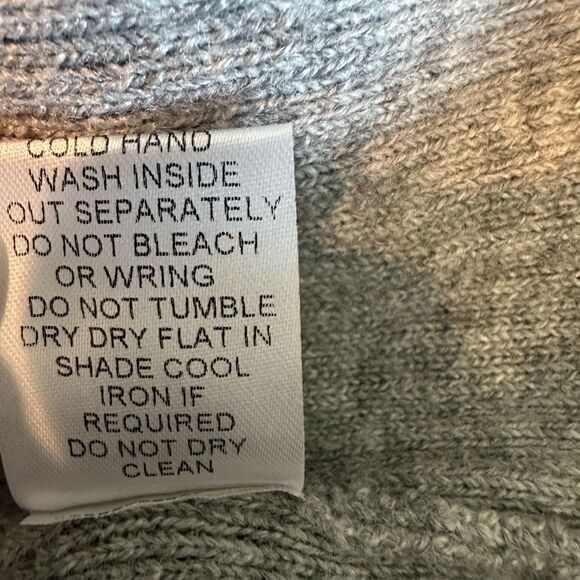 COLD HAND
WASH INSIDE
OUT SEPARATELY
DO NOT BLEACH
OR WRING
DO NOT TUMBLE
DRY DRY FLAT IN
SHADE COOL
IRON IF
REQUIRED
DO NOT DRY
CLEAN